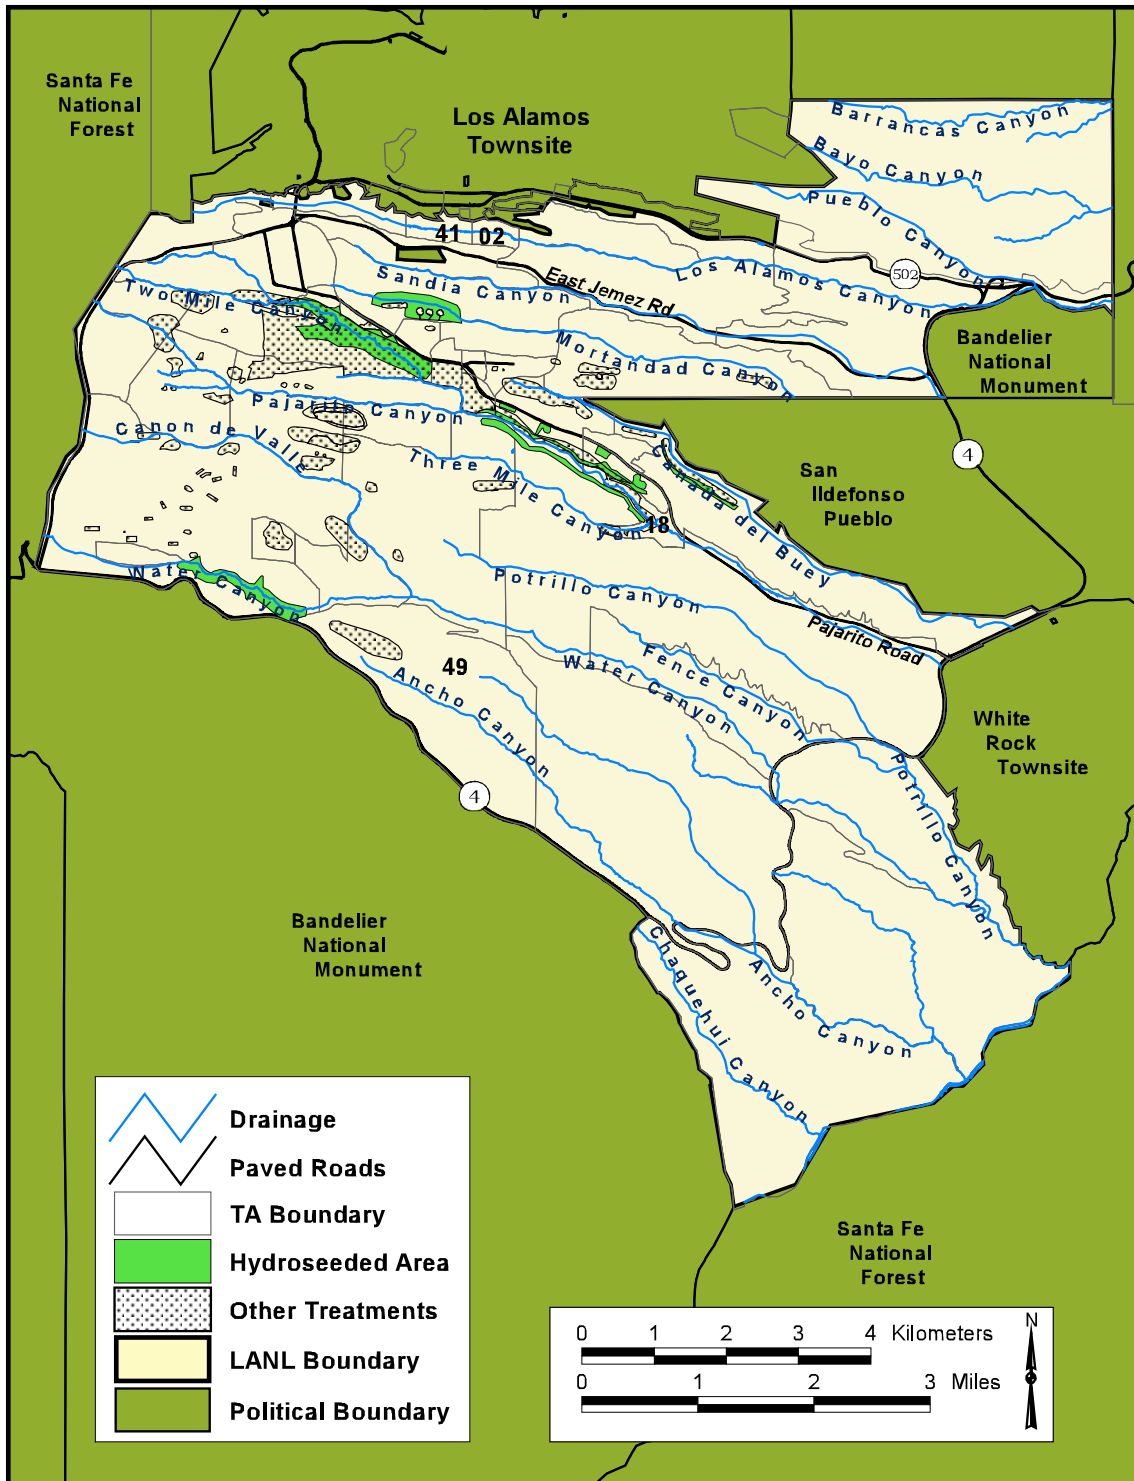 Santa Fe
National
Forest
Los Alamos
Townsite
Barrancas Canyon
Bayo Canyon
Pueblo Canyon
41
02
502
Los Alamos Canyon
East Jemez Rd
Sandia Canyon
Two Mile Canyon
Mortandad Canyon
Bandelier
National
Monument
Pajarito Canyon
Canon de Valle
Three Mile Canyon
4
San
Ildefonso
Pueblo
Canada del Buey
18
Water Canyon
Potrillo Canyon
Pajarito Road
Fence Canyon
Water Canyon
49
Ancho Canyon
White
Rock
Townsite
Potrillo Canyon
4
Bandelier
National
Monument
Chaquehui Canyon
Ancho Canyon
Santa Fe
National
Forest
Drainage
Paved Roads
TA Boundary
Hydroseeded Area
Other Treatments
LANL Boundary
Political Boundary
0 1 2 3 4 Kilometers
0 1 2 3 Miles
N